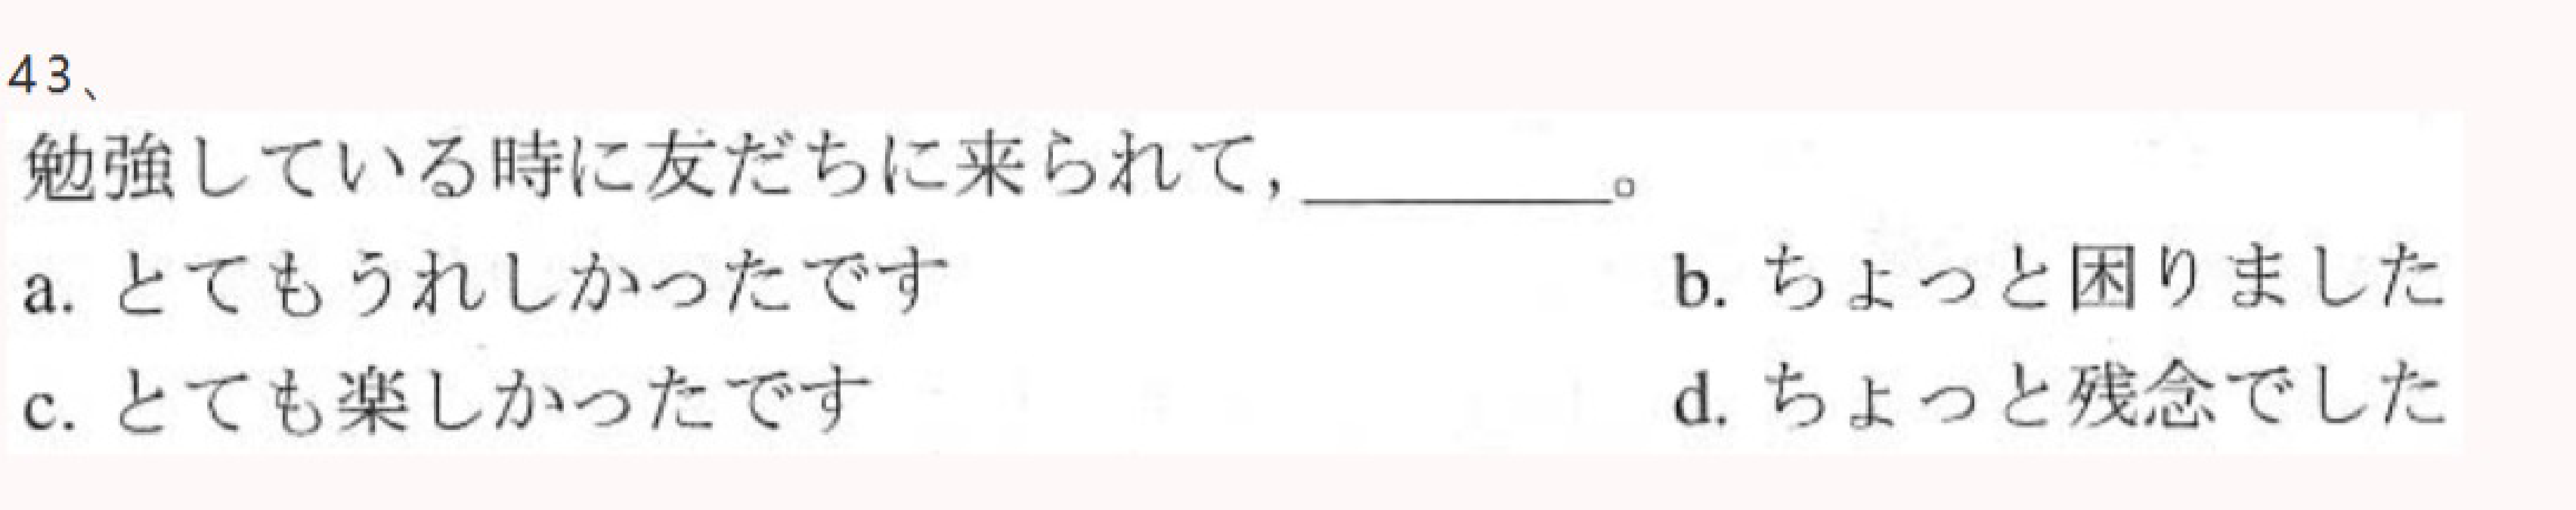 43、
勉強している時に友だちに来られて,________。
a. とてもうれしかったです b. ちょっと困りました
c. とても楽しかったです d. ちょっと残念でした